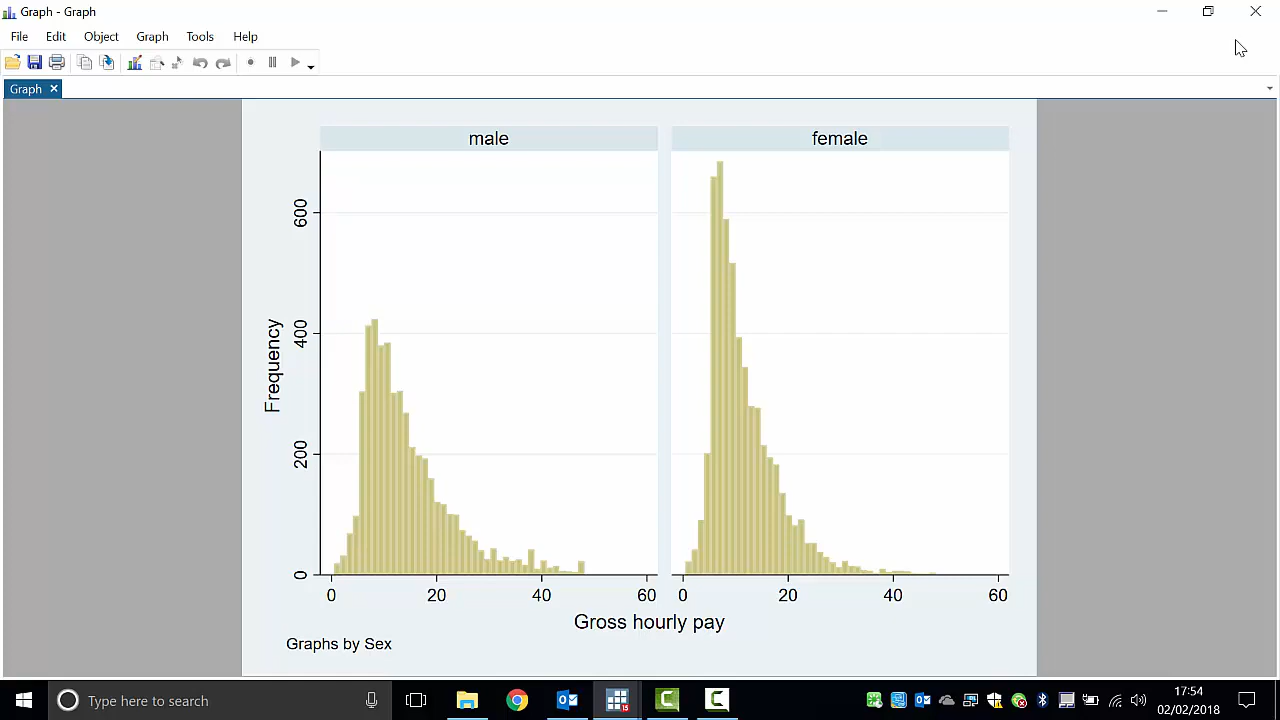 Graph - Graph
File Edit Object Graph Tools Help
Graph
male female
600
400
200
0
Frequency
0 20 40 60 0 20 40 60
Gross hourly pay
Graphs by Sex
Type here to search
15
17:54
02/02/2018